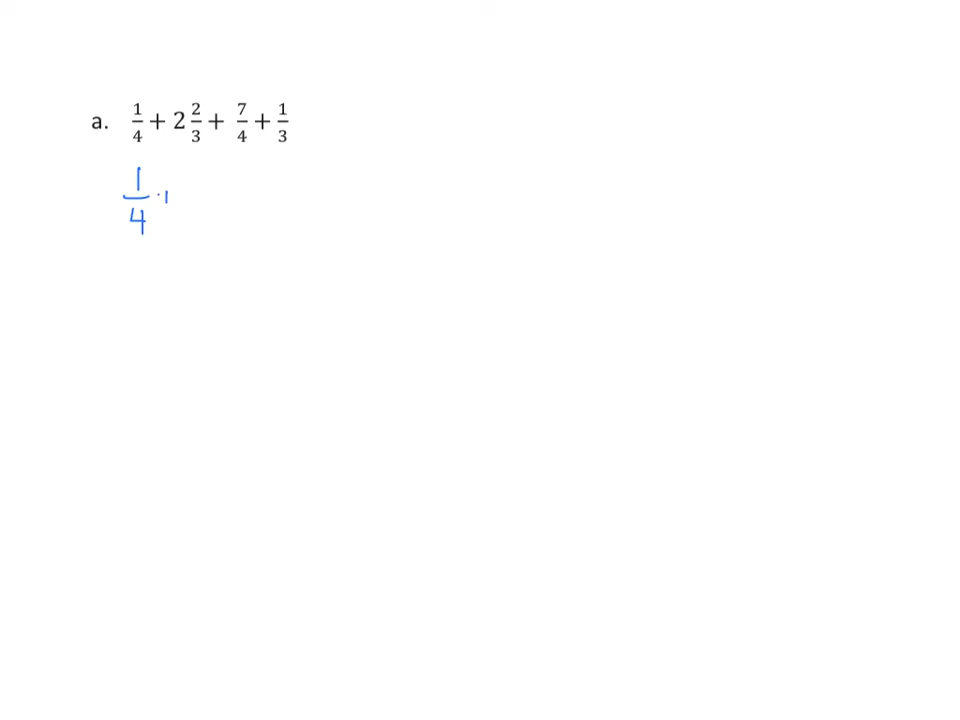 a. 1/4 + 2 2/3 + 7/4 + 1/3
1/4